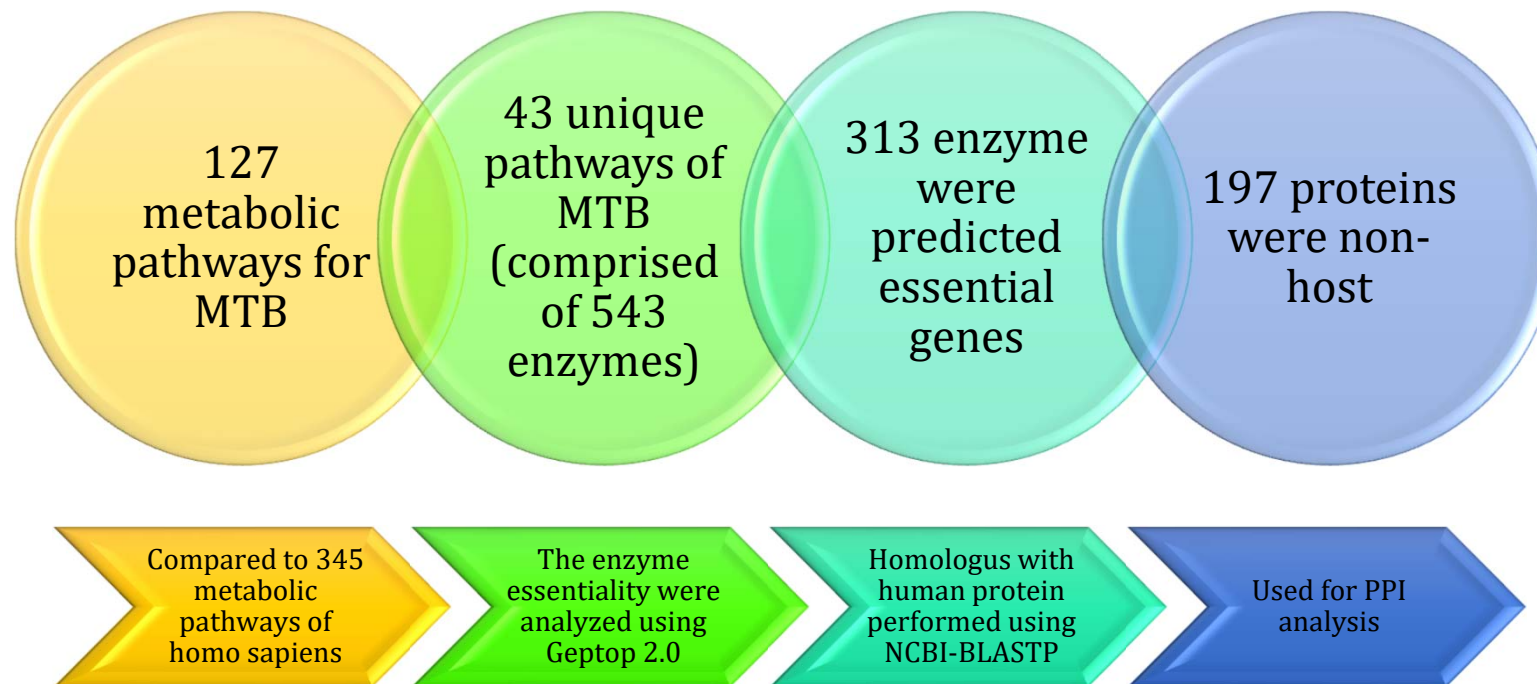 127
metabolic
pathways for
MTB
43 unique
pathways of
MTB
(comprised
of 543
enzymes)
313 enzyme
were
predicted
essential
genes
197 proteins
were non-
host
Compared to 345
metabolic
pathways of
homo sapiens
The enzyme
essentiality were
analyzed using
Geptop 2.0
Homologus with
human protein
performed using
NCBI-BLASTP
Used for PPI
analysis